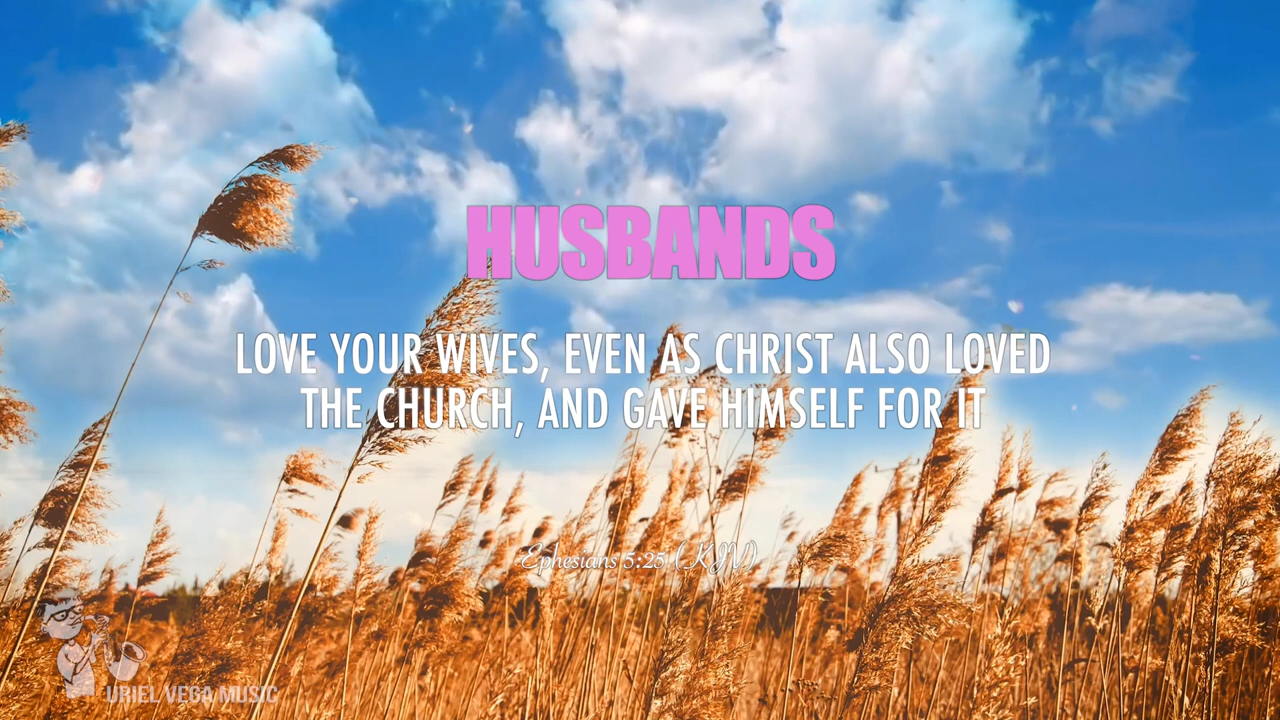 HUSBANDS
LOVE YOUR WIVES, EVEN AS CHRIST ALSO LOVED
THE CHURCH, AND GAVE HIMSELF FOR IT
Ephesians 5:25 (KJV)
URIEL VEGA MUSIC